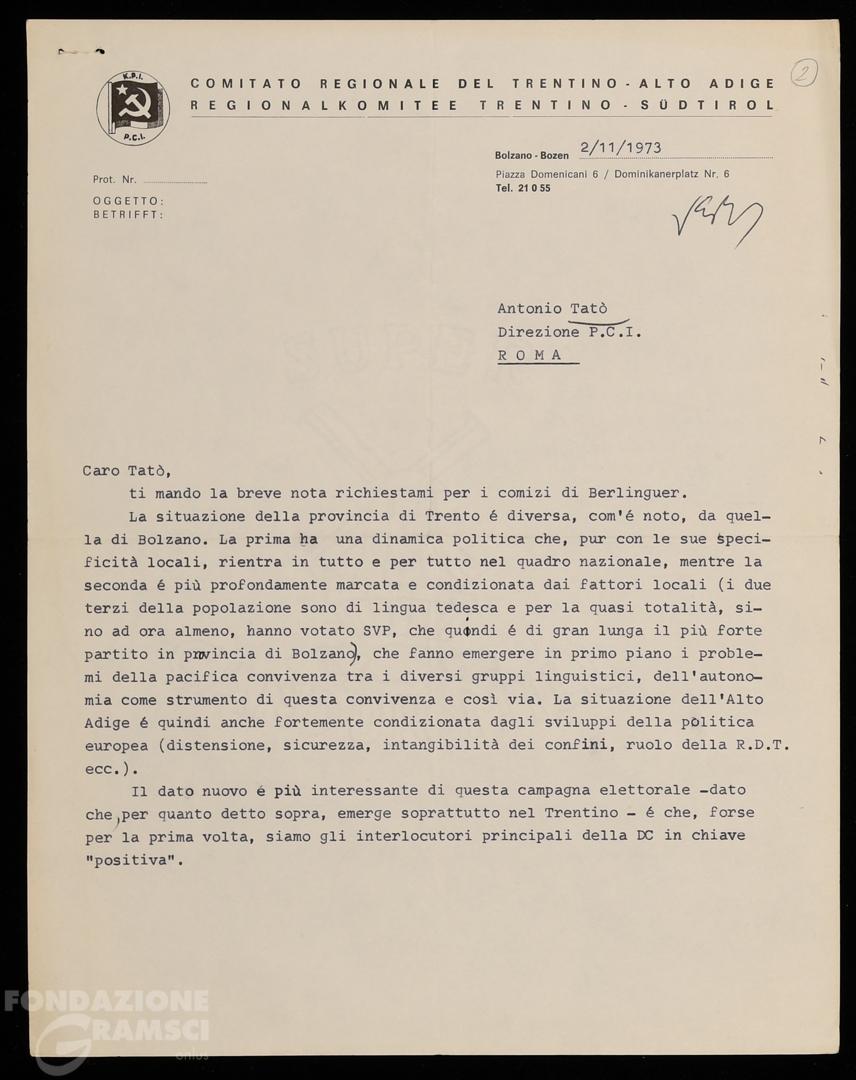 K.P.I.
P.C.I.
COMITATO REGIONALE DEL TRENTINO - ALTO ADIGE
REGIONALKOMITEE TRENTINO - SÜDTIROL
2
Bolzano - Bozen 2/11/1973
Piazza Domenicani 6 / Dominikanerplatz Nr. 6
Tel. 21 0 55
Prot. Nr.
OGGETTO:
BETRIFFT:
Antonio Tatò
Direzione P.C.I.
R O M A
Caro Tatò,
ti mando la breve nota richiestami per i comizi di Berlinguer.
La situazione della provincia di Trento é diversa, com'é noto, da quel-
la di Bolzano. La prima ha una dinamica politica che, pur con le sue speci-
ficità locali, rientra in tutto e per tutto nel quadro nazionale, mentre la
seconda é più profondamente marcata e condizionata dai fattori locali (i due
terzi della popolazione sono di lingua tedesca e per la quasi totalità, si-
no ad ora almeno, hanno votato SVP, che quindi é di gran lunga il più forte
partito in provincia di Bolzano), che fanno emergere in primo piano i proble-
mi della pacifica convivenza tra i diversi gruppi linguistici, dell'autono-
mia come strumento di questa convivenza e così via. La situazione dell'Alto
Adige é quindi anche fortemente condizionata dagli sviluppi della politica
europea (distensione, sicurezza, intangibilità dei confini, ruolo della R.D.T.
ecc.).
Il dato nuovo é più interessante di questa campagna elettorale -dato
che, per quanto detto sopra, emerge soprattutto nel Trentino - é che, forse
per la prima volta, siamo gli interlocutori principali della DC in chiave
"positiva".
FONDAZIONE
GRAMSCI
onlus